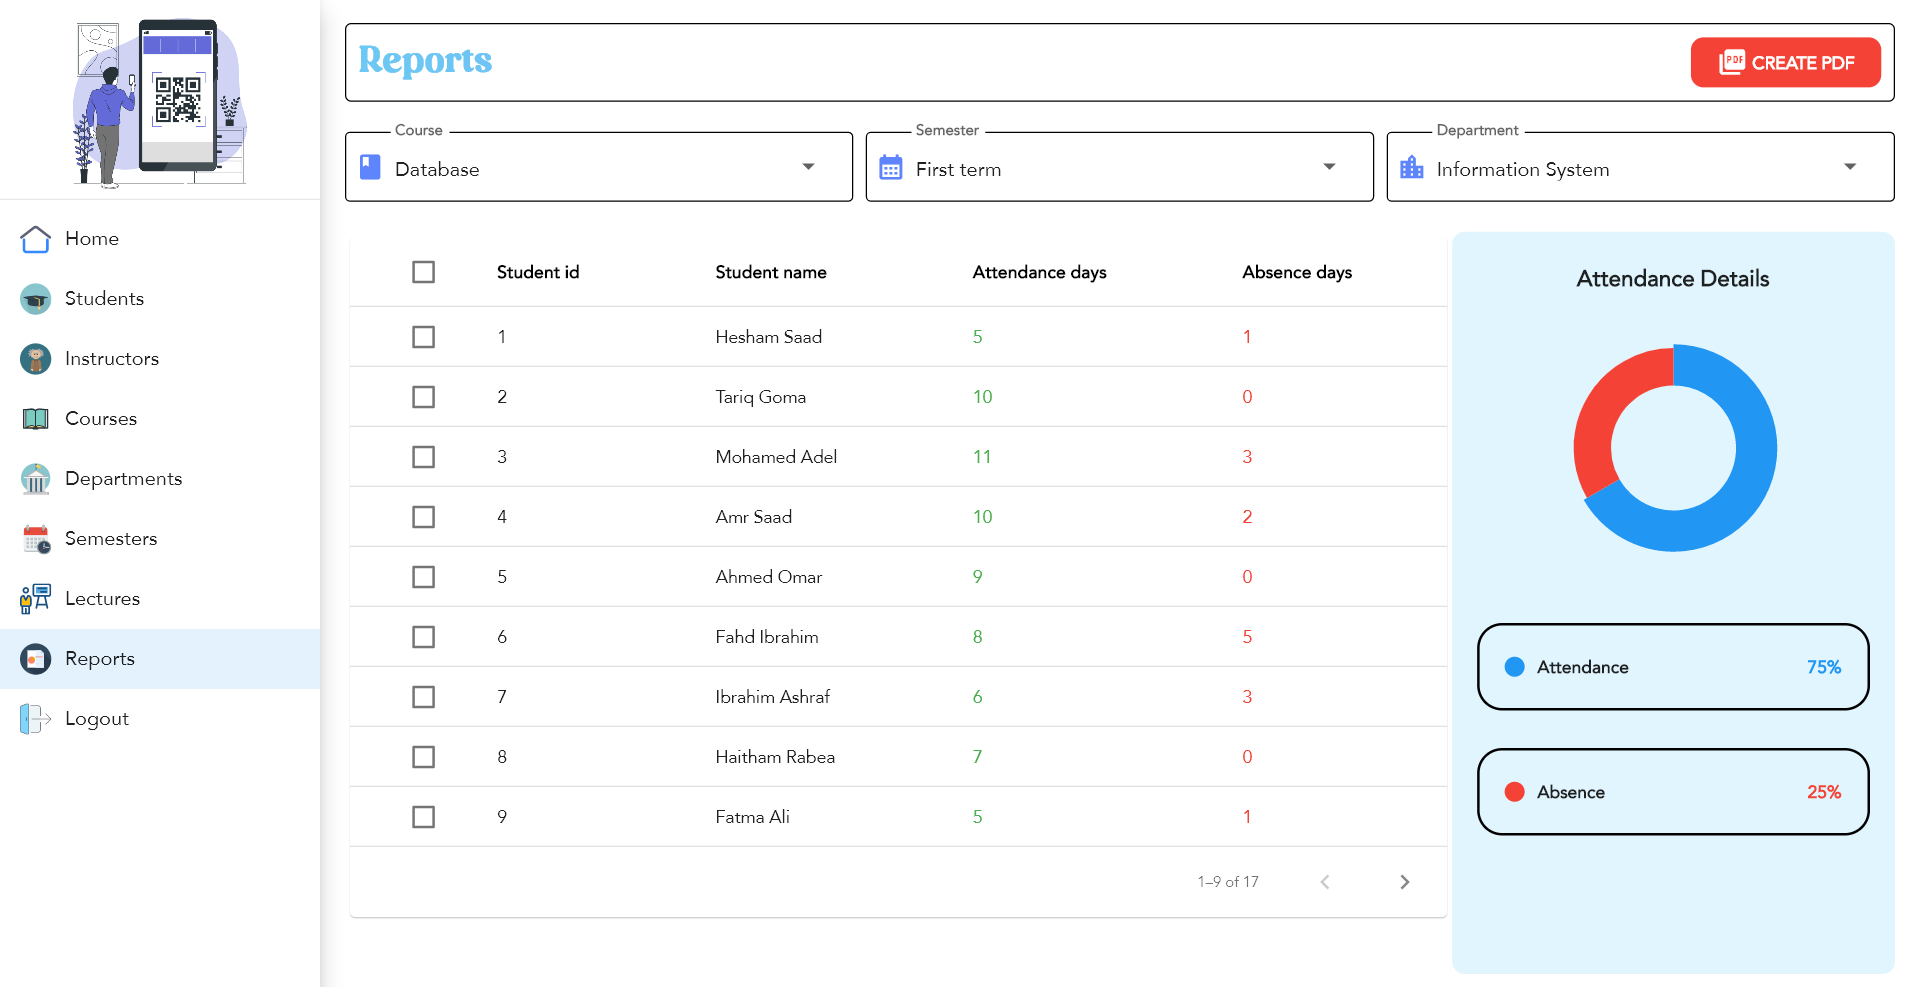 Reports
PDF CREATE PDF
Course
Database
Semester
First term
Department
Information System
Home
Students
Instructors
Courses
Departments
Semesters
Lectures
Reports
Logout
Student id Student name Attendance days Absence days
1 Hesham Saad 5 1
2 Tariq Goma 10 0
3 Mohamed Adel 11 3
4 Amr Saad 10 2
5 Ahmed Omar 9 0
6 Fahd Ibrahim 8 5
7 Ibrahim Ashraf 6 3
8 Haitham Rabea 7 0
9 Fatma Ali 5 1
1–9 of 17
Attendance Details
Attendance 75%
Absence 25%